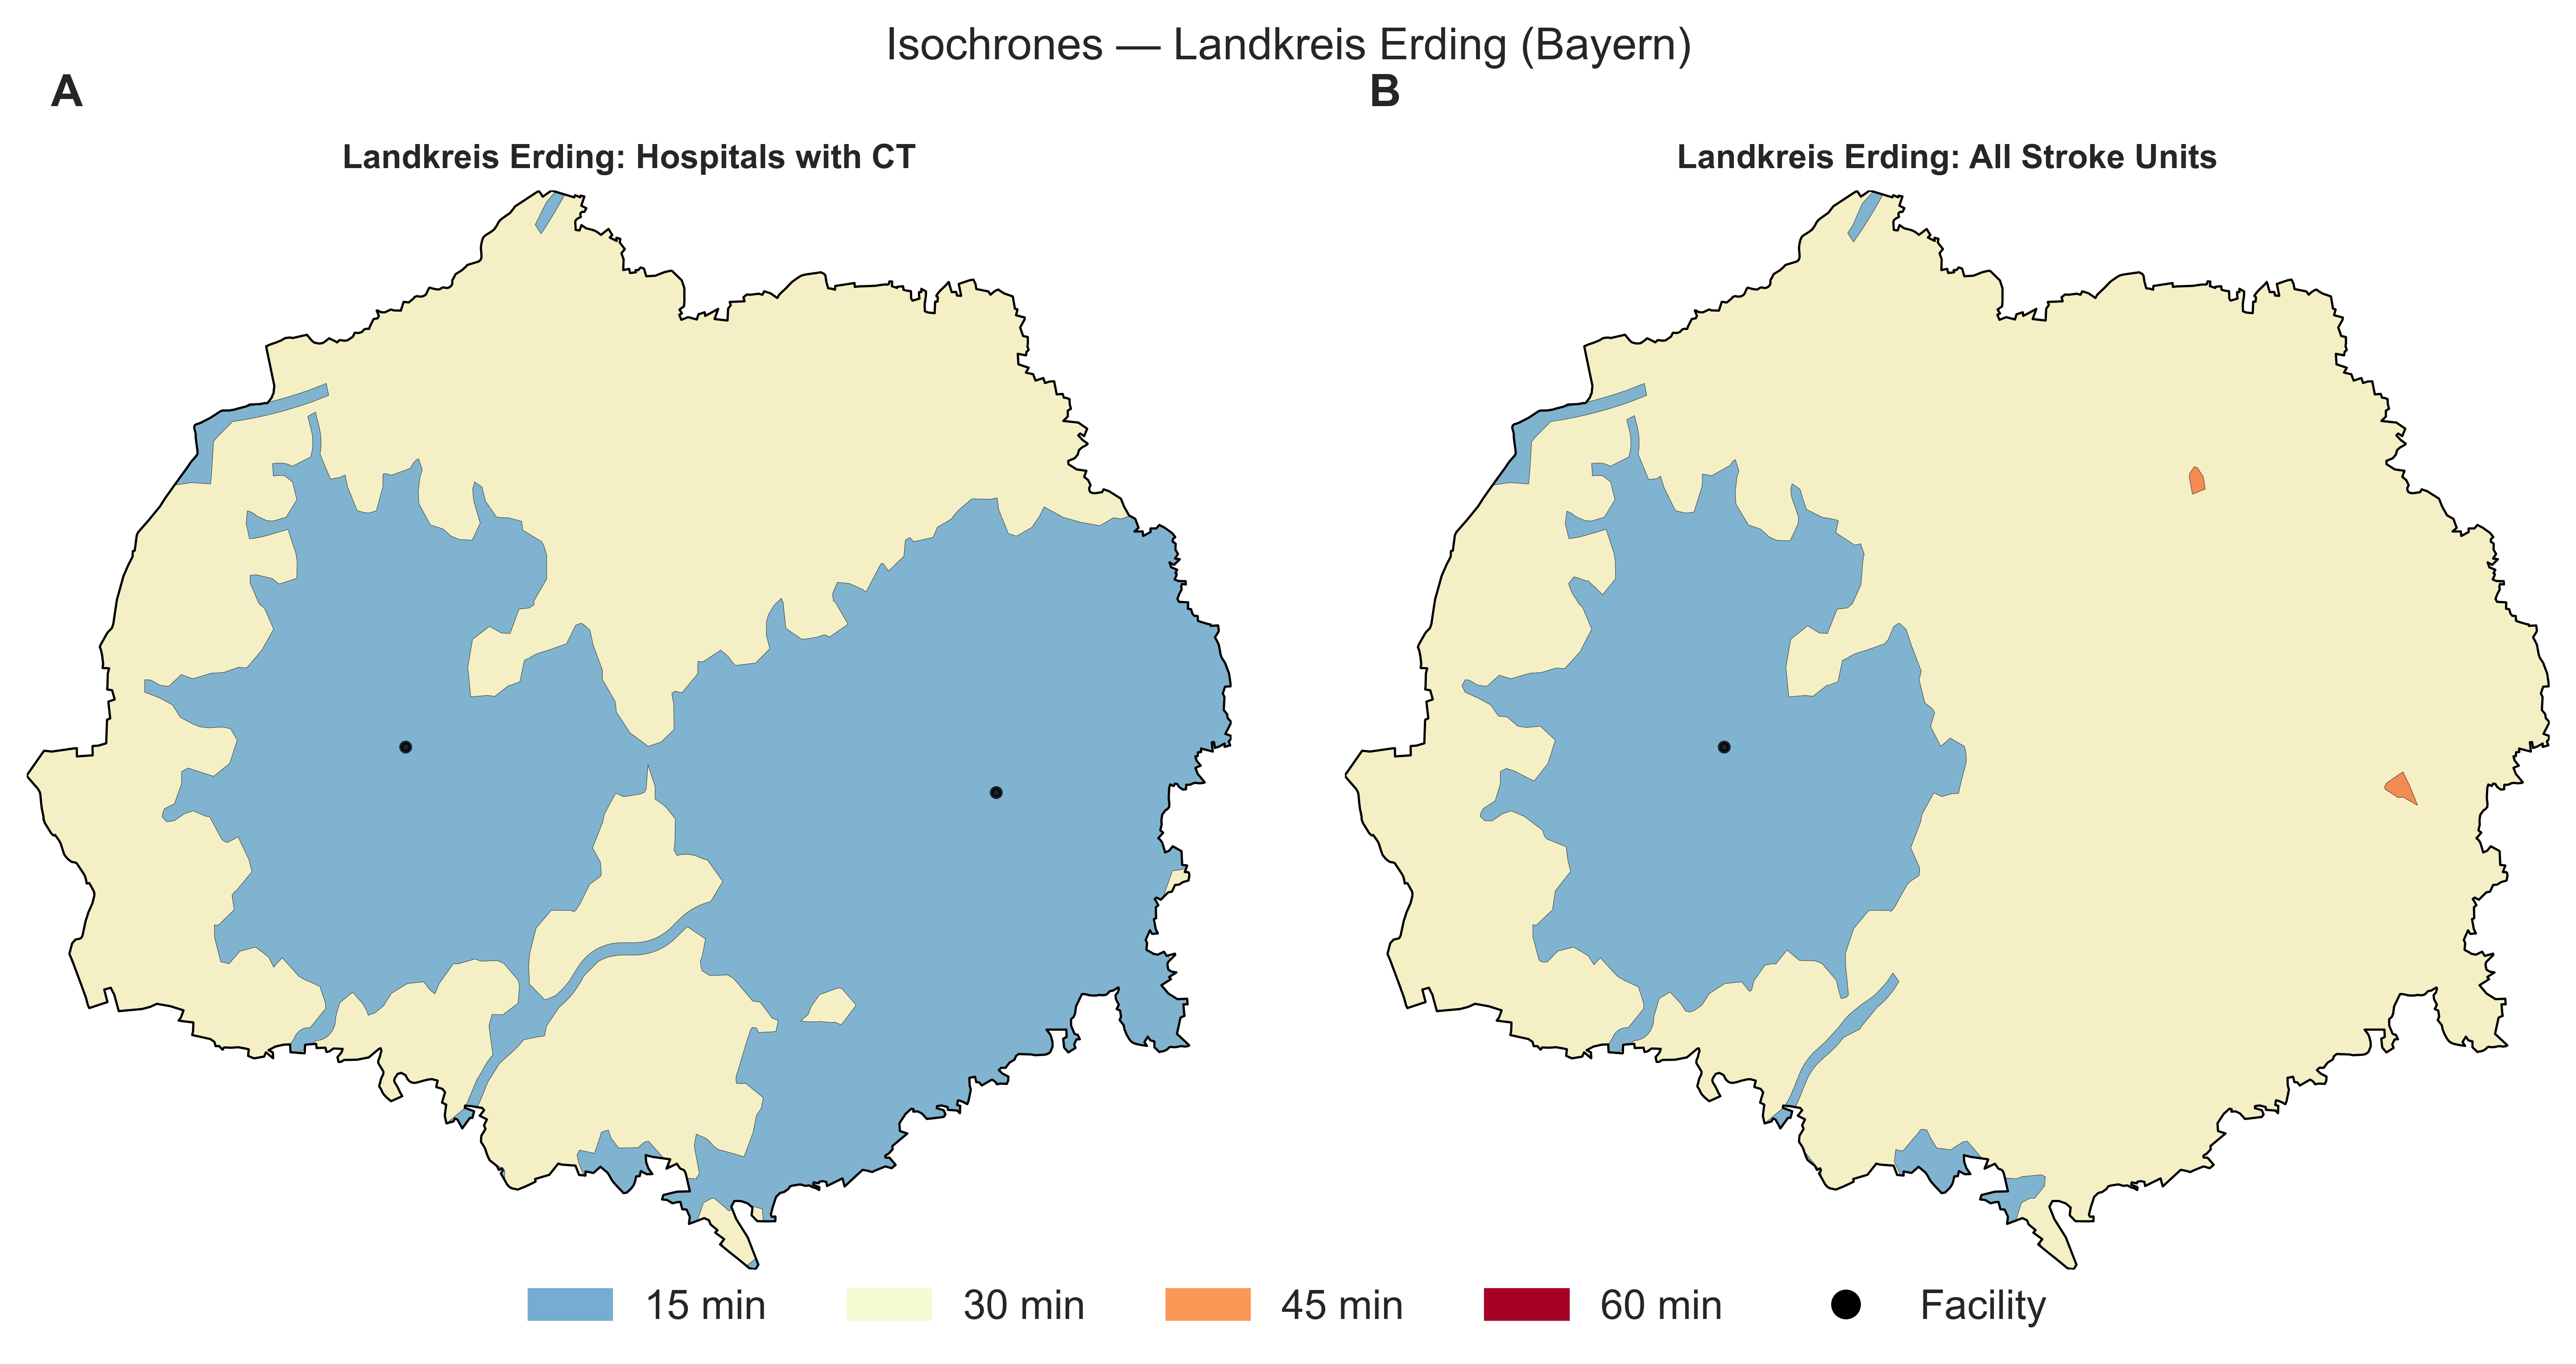 Isochrones — Landkreis Erding (Bayern)
A
B
Landkreis Erding: Hospitals with CT
Landkreis Erding: All Stroke Units
15 min
30 min
45 min
60 min
Facility